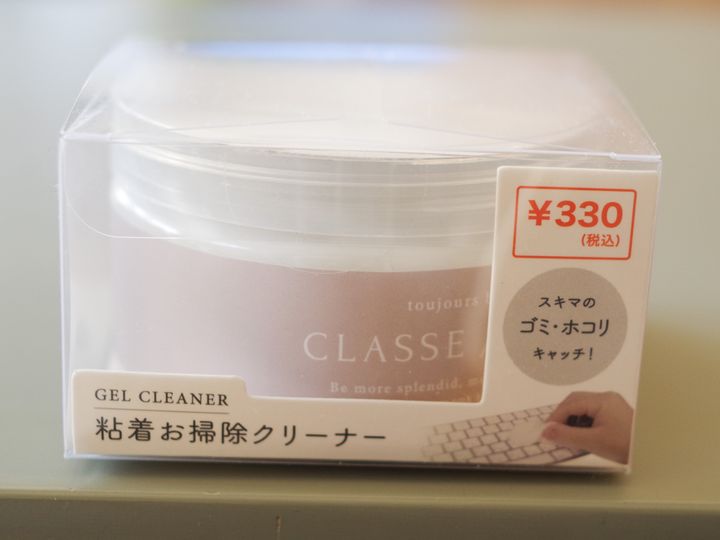 ¥330
(税込)
スキマの
ゴミ・ホコリ
キャッチ!
toujours
CLASSE
Be more splendid,
GEL CLEANER
粘着お掃除クリーナー